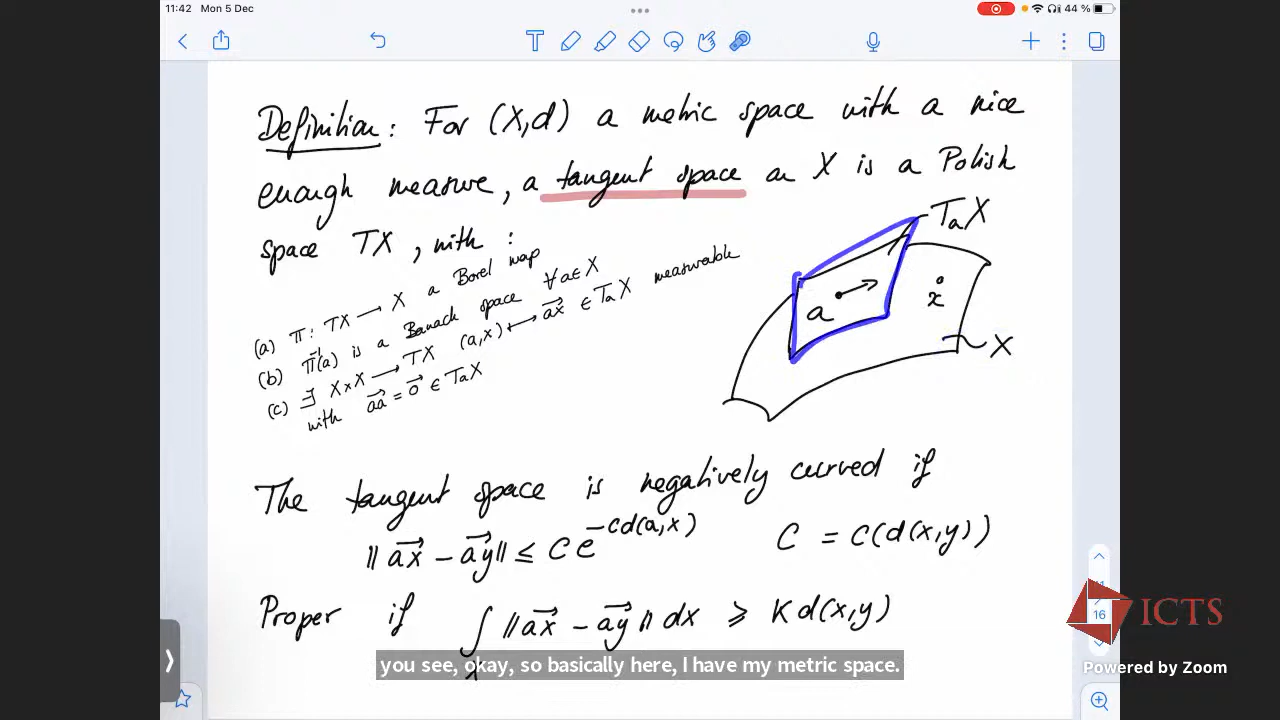 11:42 Mon 5 Dec
44 %
Definition: For (X,d) a metric space with a nice
enough measure, a tangent space on X is a Polish
space TX, with:
(a) π: TX → X a Borel map
(b) π⁻¹(a) is a Banach space ∀a∈X
(c) ∃ X×X → TX (a,x) ↦ a͞x⃗ ∈ TₐX measurable
with aa⃗ = 0⃗ ∈ TₐX
TₐX
a
x
X
The tangent space is negatively curved if
‖ax⃗ − ay⃗‖ ≤ C e^{−cd(a,x)} C = C(d(x,y))
Proper if ∫_X ‖ax⃗ − ay⃗‖ dx ⩾ K d(x,y)
16
you see, okay, so basically here, I have my metric space.
ICTS
Powered by Zoom